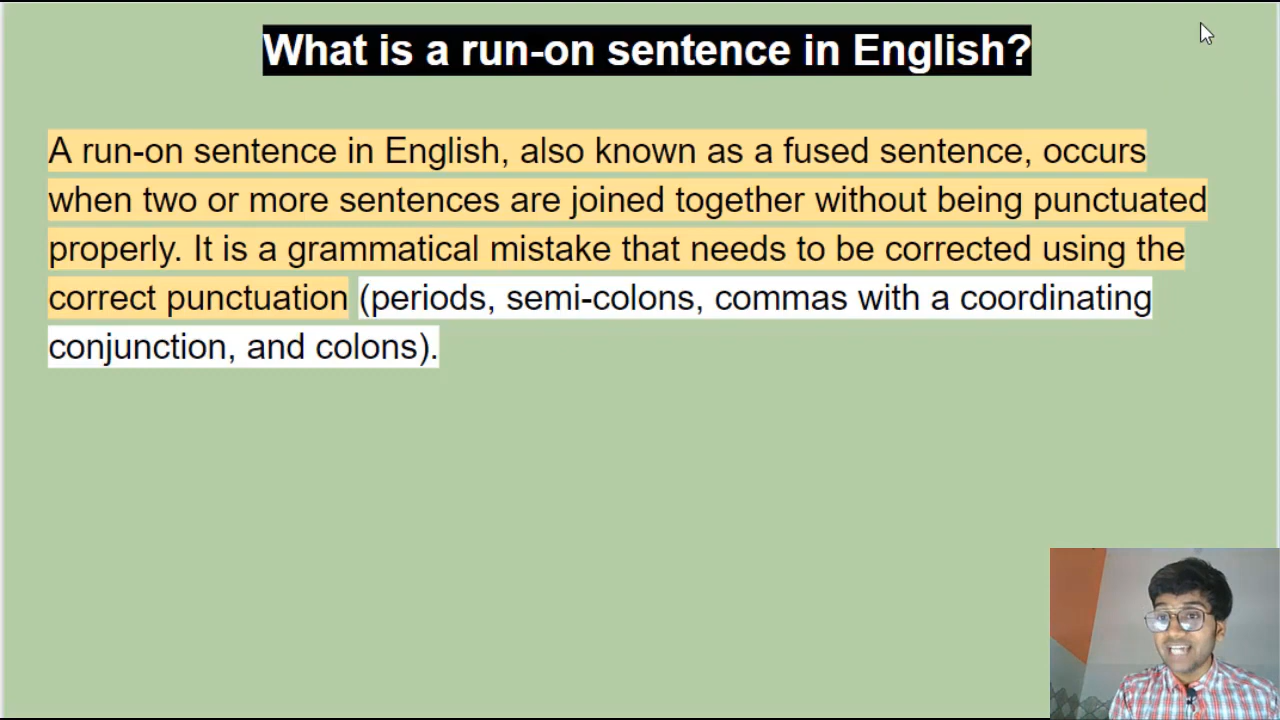 What is a run-on sentence in English?
A run-on sentence in English, also known as a fused sentence, occurs
when two or more sentences are joined together without being punctuated
properly. It is a grammatical mistake that needs to be corrected using the
correct punctuation (periods, semi-colons, commas with a coordinating
conjunction, and colons).